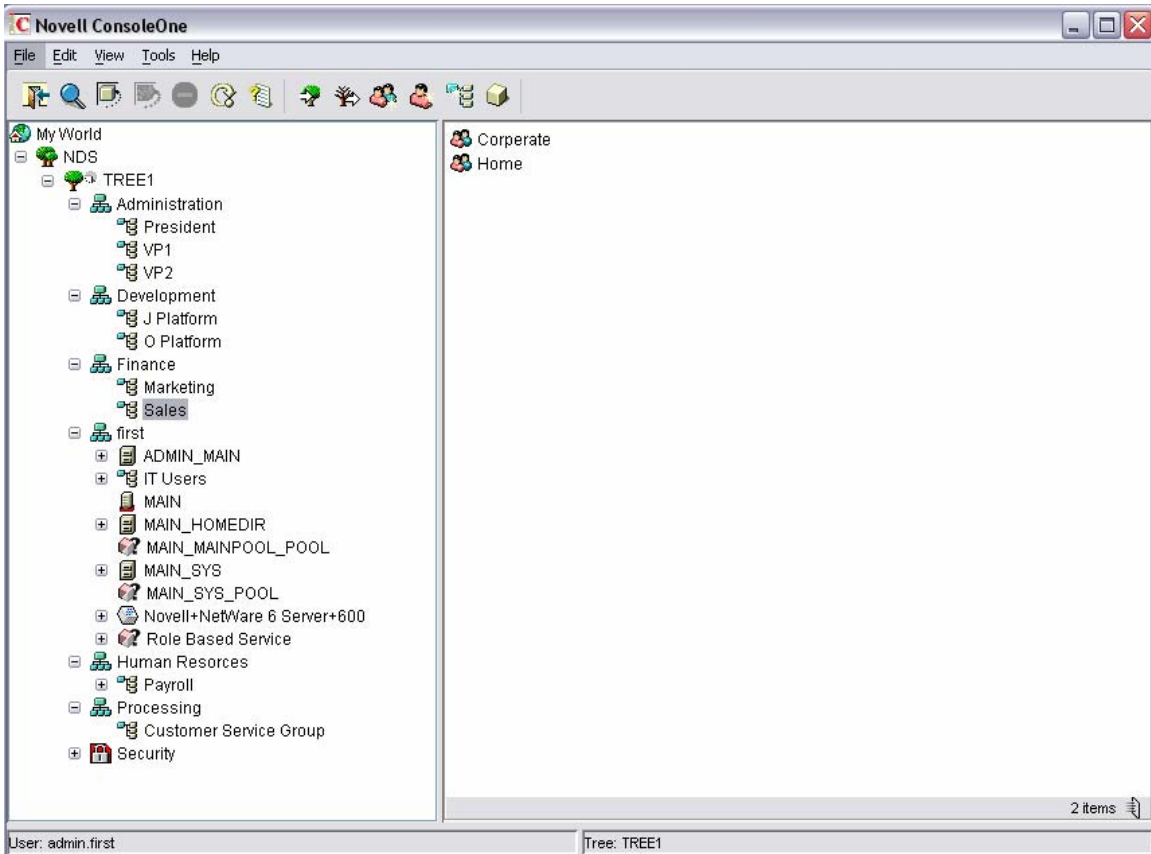 Novell ConsoleOne
File Edit View Tools Help
My World
NDS
TREE1
Administration
President
VP1
VP2
Development
J Platform
O Platform
Finance
Marketing
Sales
first
ADMIN_MAIN
IT Users
MAIN
MAIN_HOMEDIR
MAIN_MAINPOOL_POOL
MAIN_SYS
MAIN_SYS_POOL
Novell+NetWare 6 Server+600
Role Based Service
Human Resorces
Payroll
Processing
Customer Service Group
Security
Corperate
Home
2 items
User: admin.first
Tree: TREE1